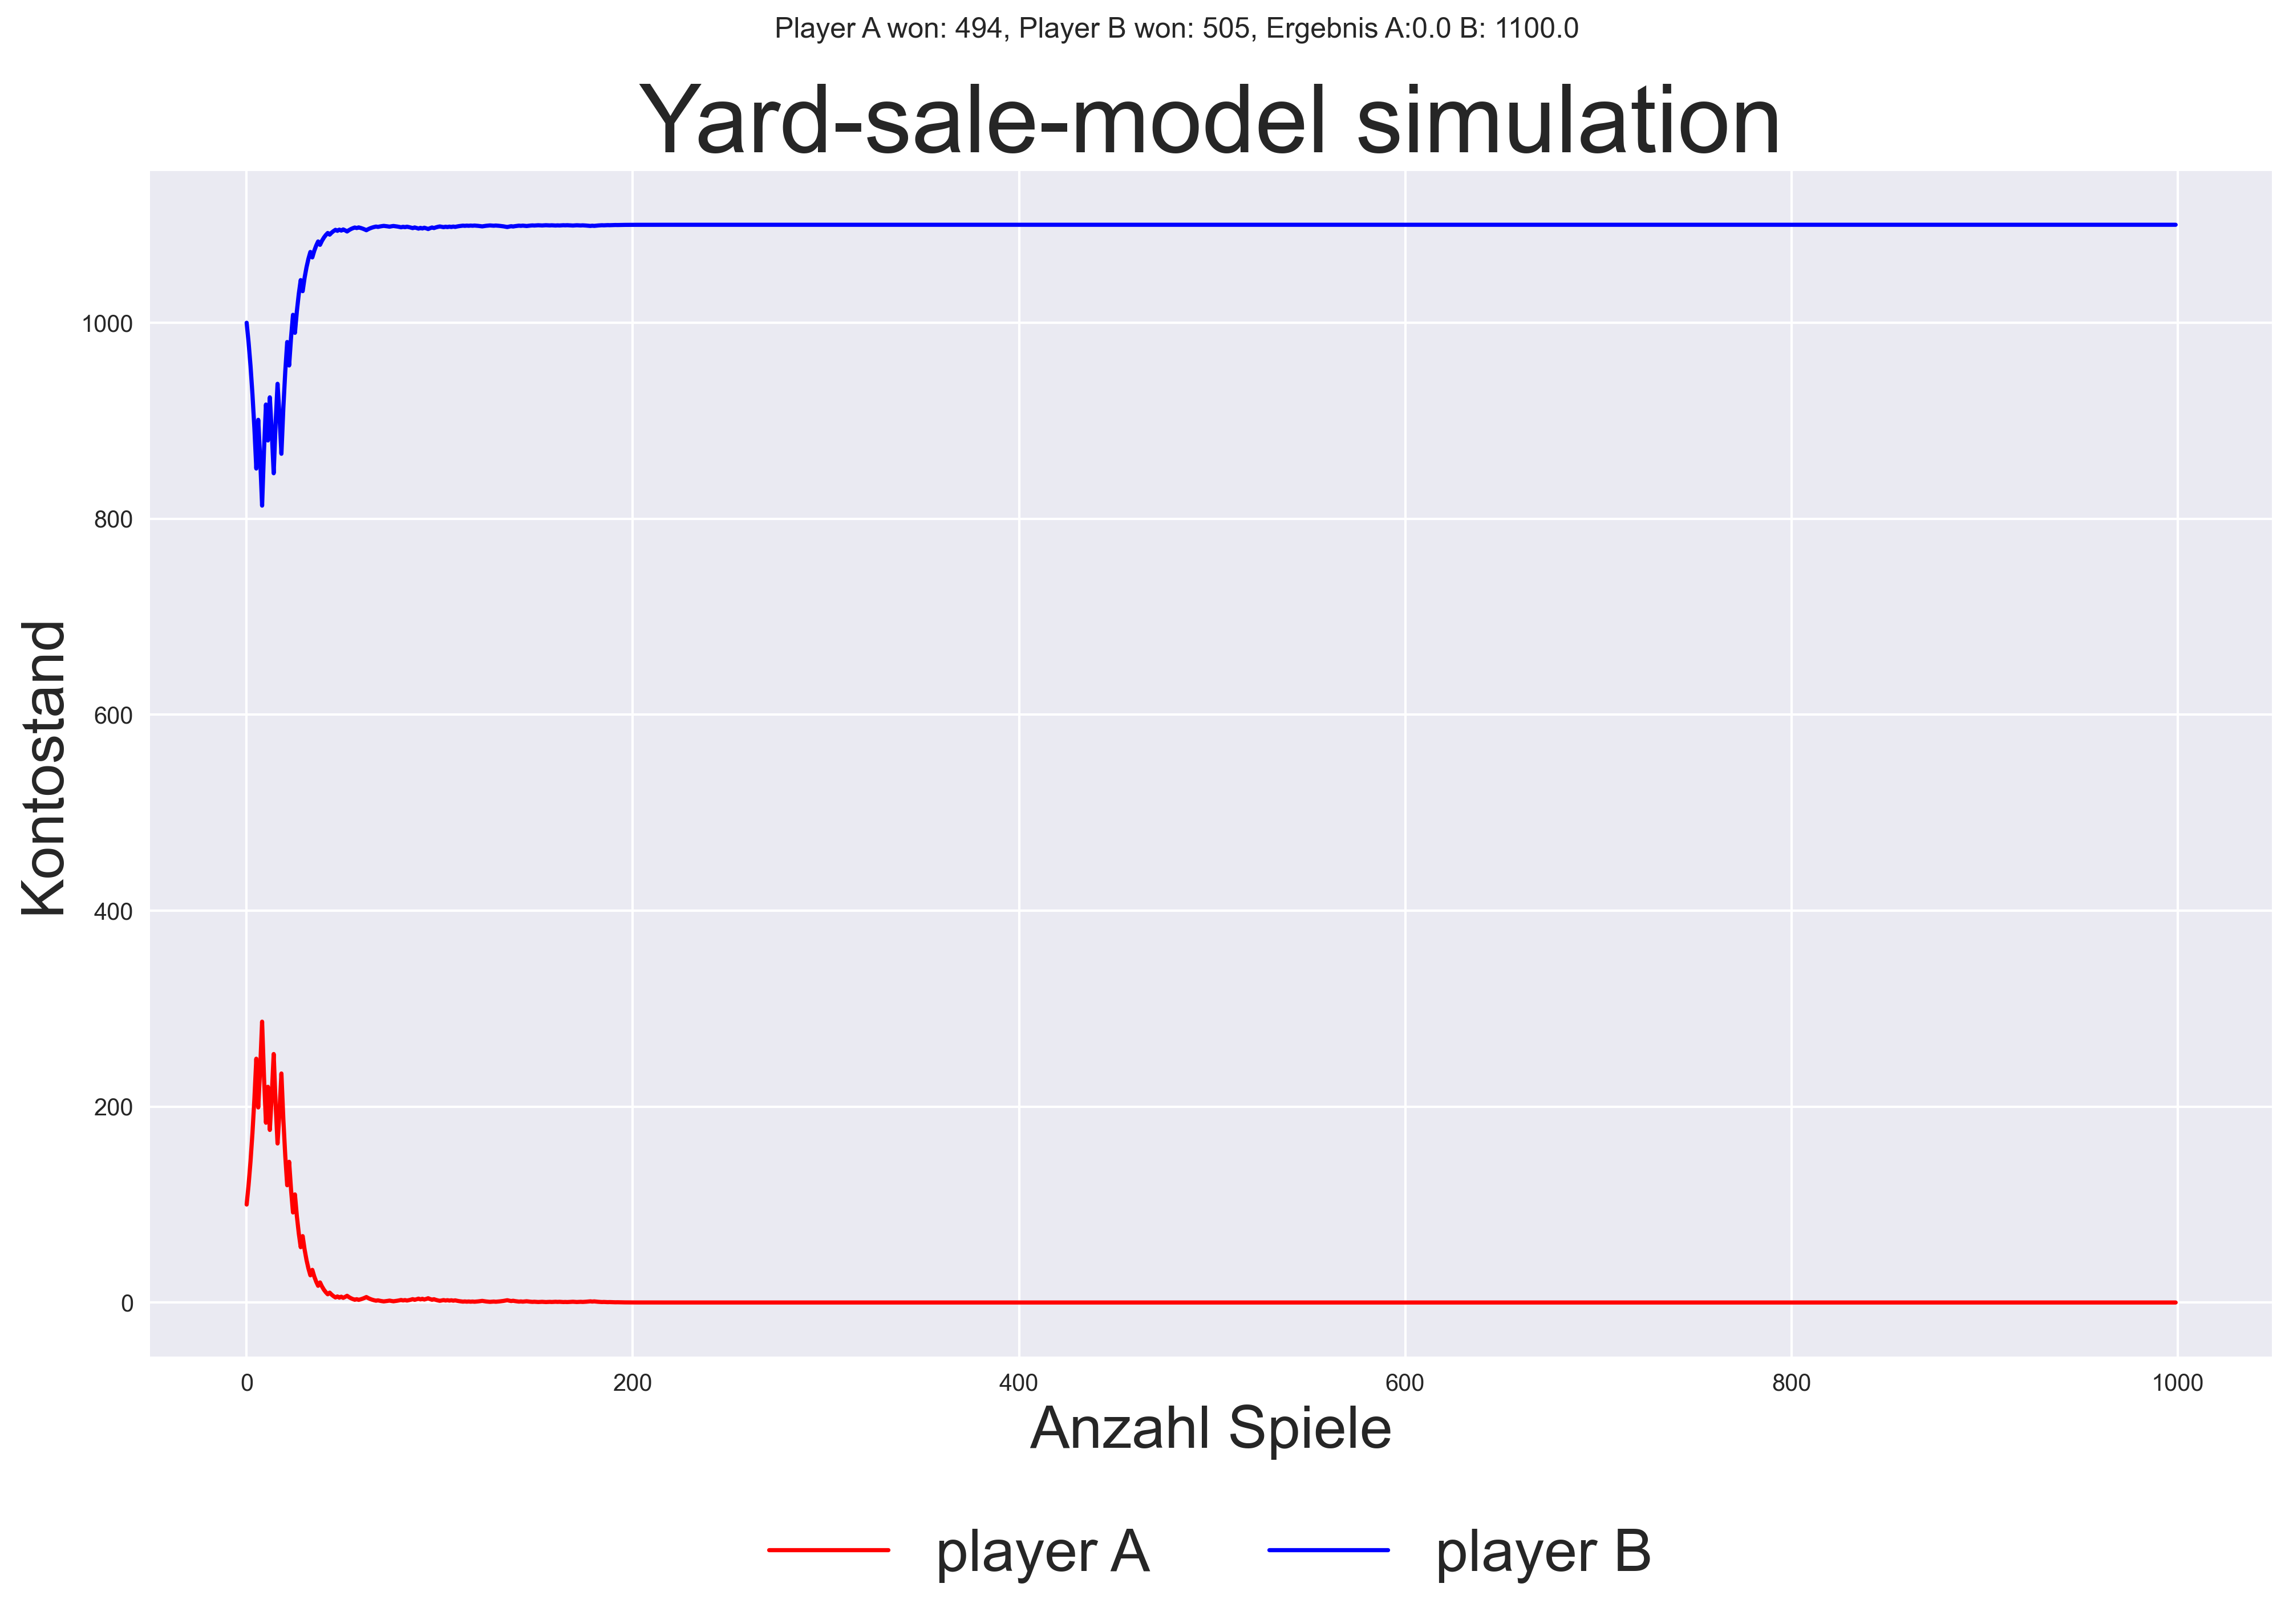 Player A won: 494, Player B won: 505, Ergebnis A:0.0 B: 1100.0
Yard-sale-model simulation
Kontostand
1000
800
600
400
200
0
0 200 400 600 800 1000
Anzahl Spiele
player A player B